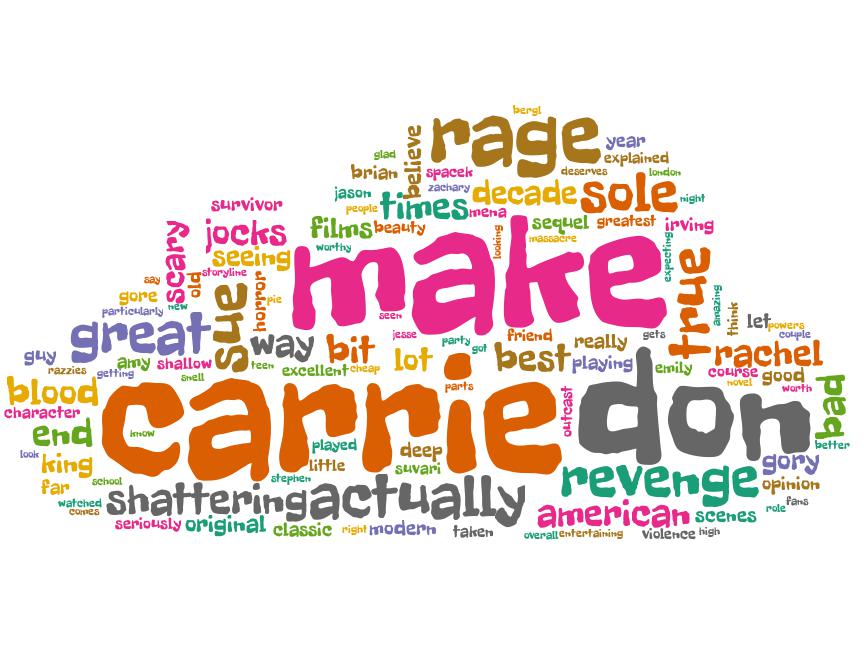 bergl
rage
year
believe
glad
explained
brian
spacek
deserves
london
jason
zachary
decade
sole
night
people
times
mena
survivor
films
beauty
sequel
greatest
irving
scary
jocks
looking
massacre
worthy
seeing
make
expecting
true
say
old
storyline
horror
gore
pie
amazing
particularly
new
sue
seen
think
let
powers
great
jesse
friend
gets
couple
way
bit
party
got
really
rachel
guy
amy
shallow
teen
excellent
cheap
lot
best
playing
emily
course
good
razzies
getting
snell
novel
worth
blood
carrie
parts
don
outcast
bad
character
end
know
played
deep
better
look
king
little
suvari
gory
far
school
stephen
revenge
opinion
watched
shattering
actually
fans
comes
american
scenes
role
seriously
original
classic
right
modern
taken
overall
entertaining
violence
high